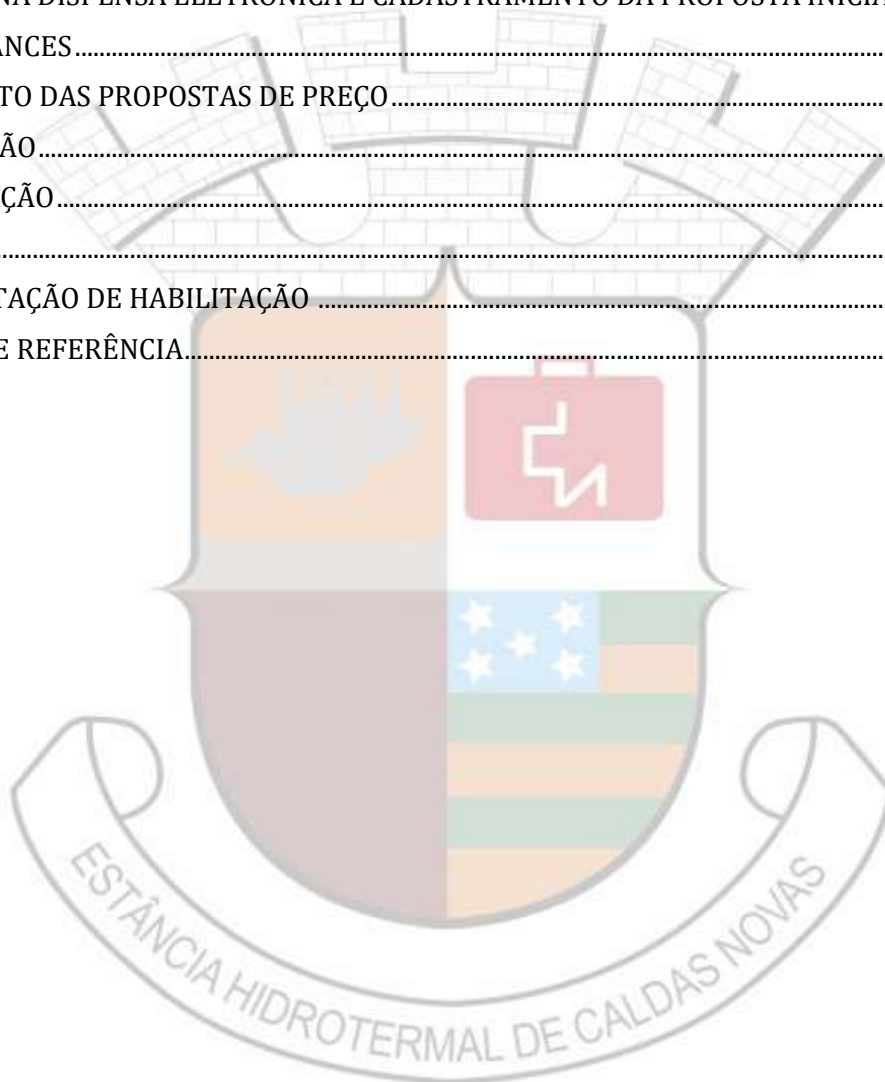 NA DISPENSA ELETRÔNICA E CADASTRAMENTO DA PROPOSTA INICIA
ANCES
TO DAS PROPOSTAS DE PREÇO
ÃO
ÇÃO
TAÇÃO DE HABILITAÇÃO
E REFERÊNCIA
ESTÂNCIA HIDROTERMAL DE CALDAS NOVAS